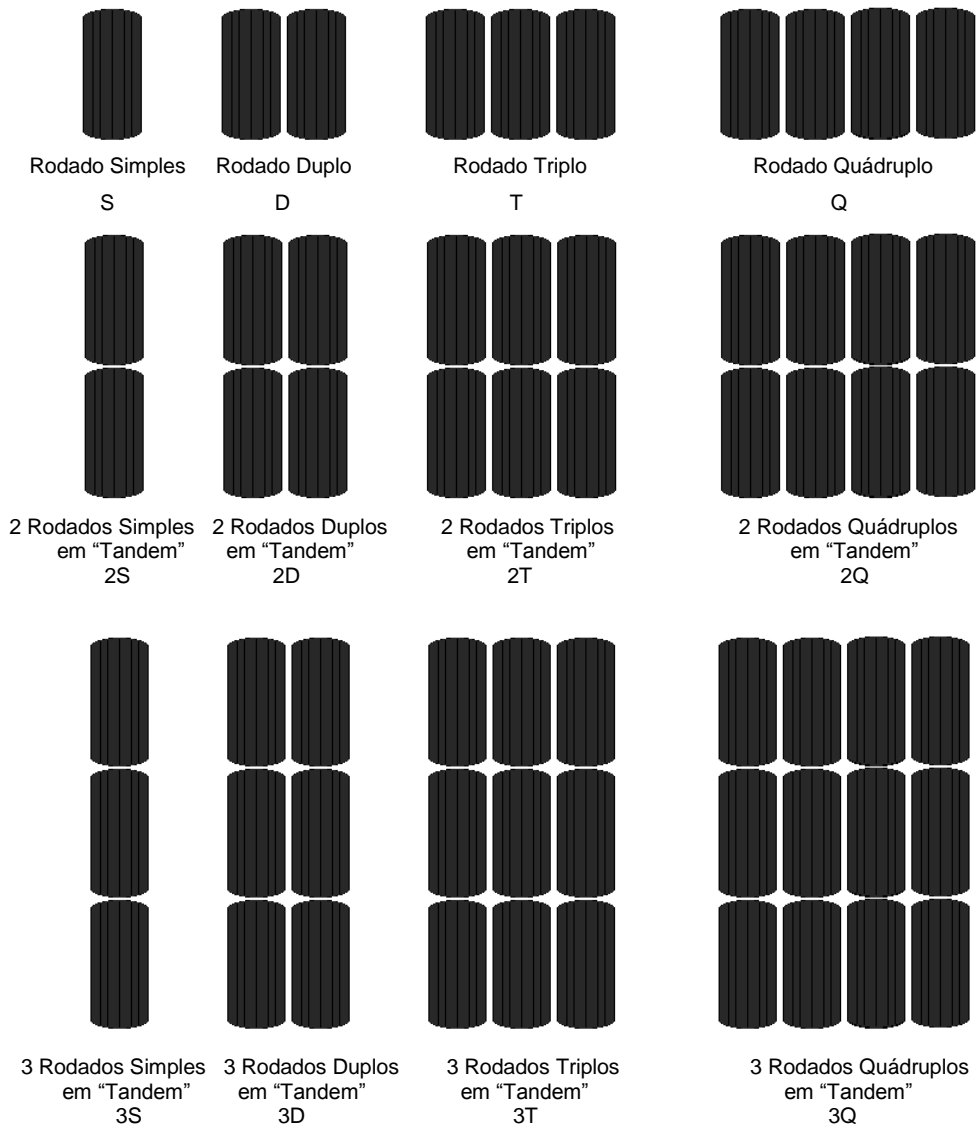 Rodado Simples Rodado Duplo Rodado Triplo Rodado Quádruplo
S D T Q
2 Rodados Simples 2 Rodados Duplos 2 Rodados Triplos 2 Rodados Quádruplos
em “Tandem” em “Tandem” em “Tandem” em “Tandem”
2S 2D 2T 2Q
3 Rodados Simples 3 Rodados Duplos 3 Rodados Triplos 3 Rodados Quádruplos
em “Tandem” em “Tandem” em “Tandem” em “Tandem”
3S 3D 3T 3Q